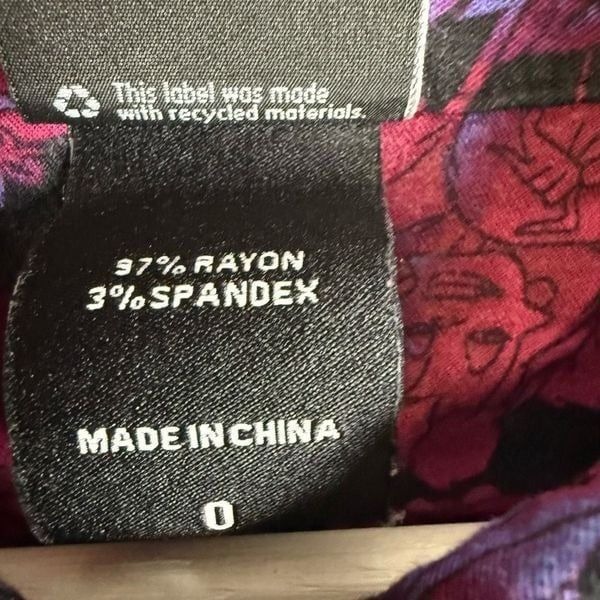 This label was made
with recycled materials.
97% RAYON
3% SPANDEX
MADE IN CHINA
0